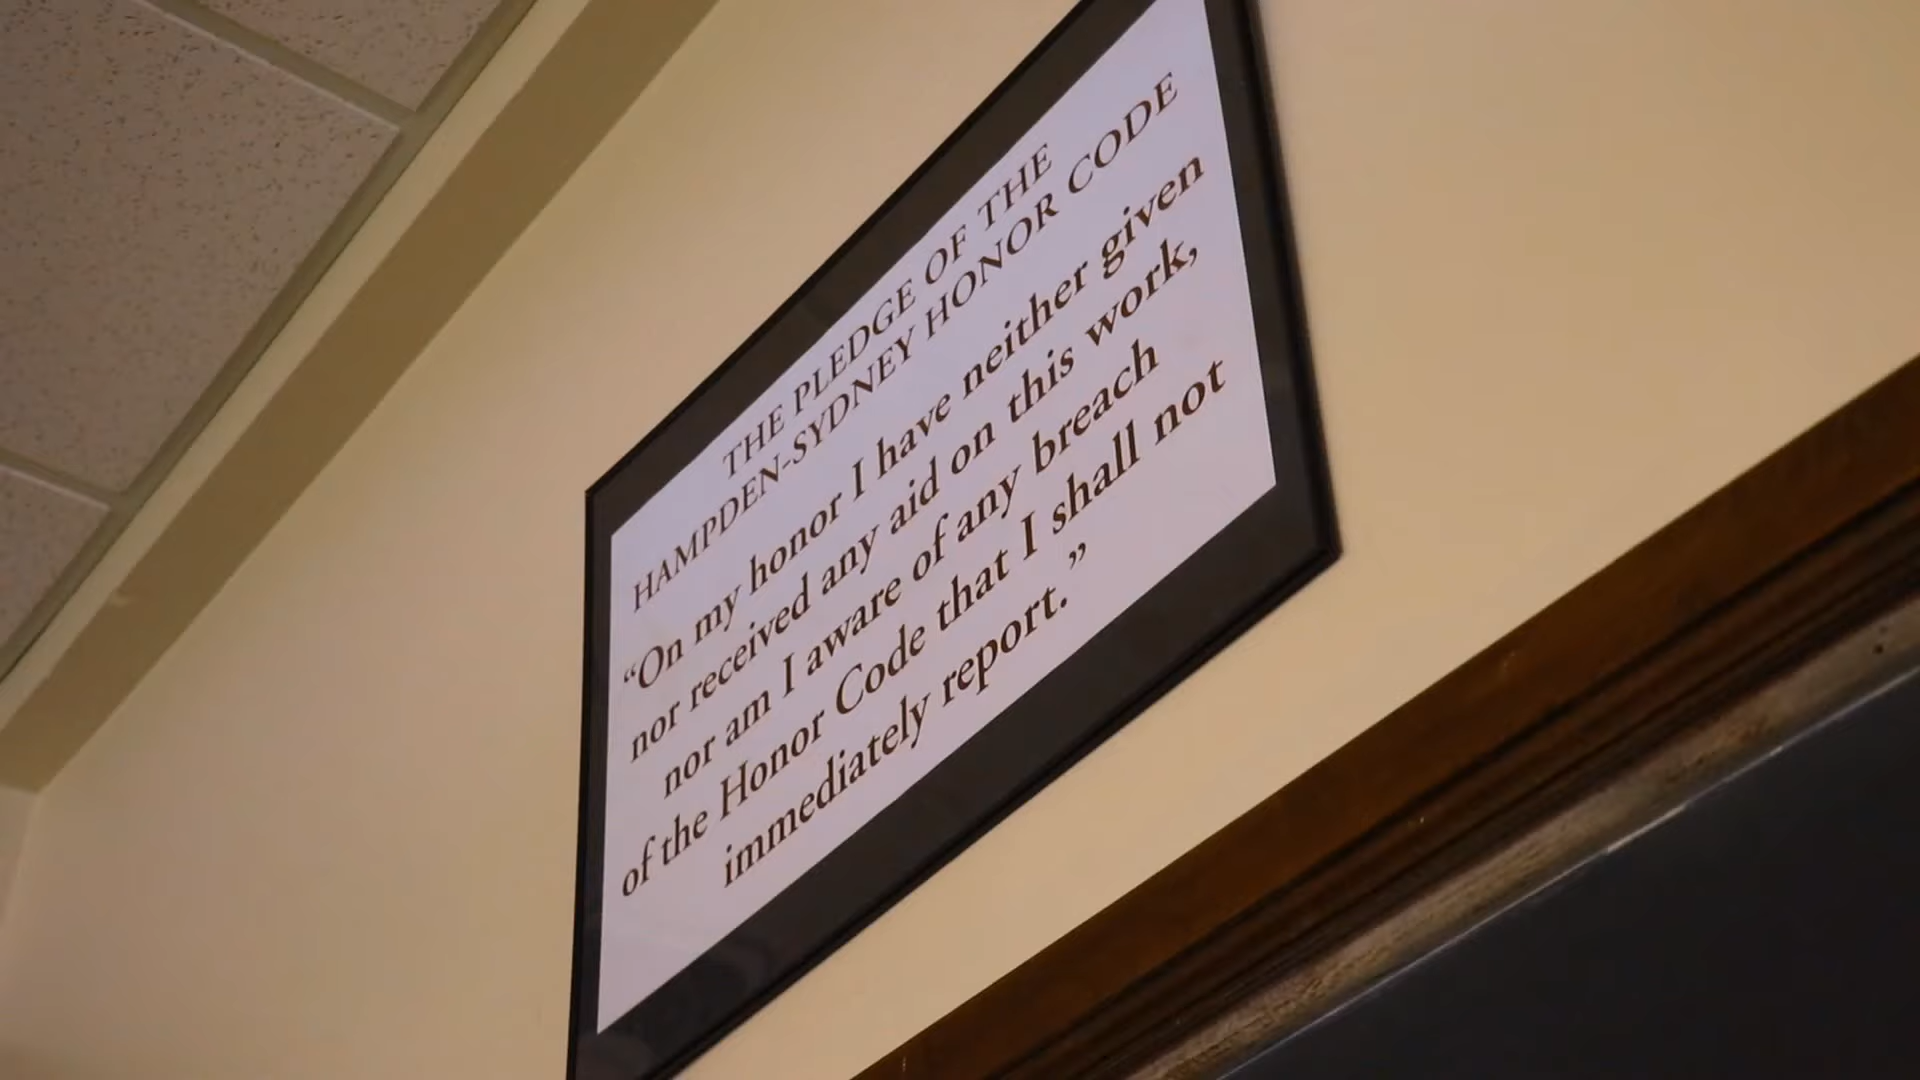 THE PLEDGE OF THE
HAMPDEN-SYDNEY HONOR CODE
“On my honor I have neither given
nor received any aid on this work,
nor am I aware of any breach
of the Honor Code that I shall not
immediately report. ”